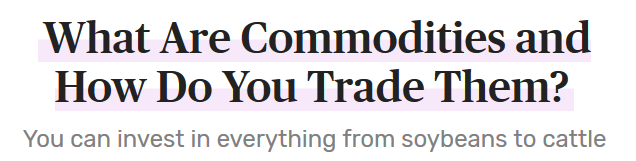 What Are Commodities and
How Do You Trade Them?
You can invest in everything from soybeans to cattle